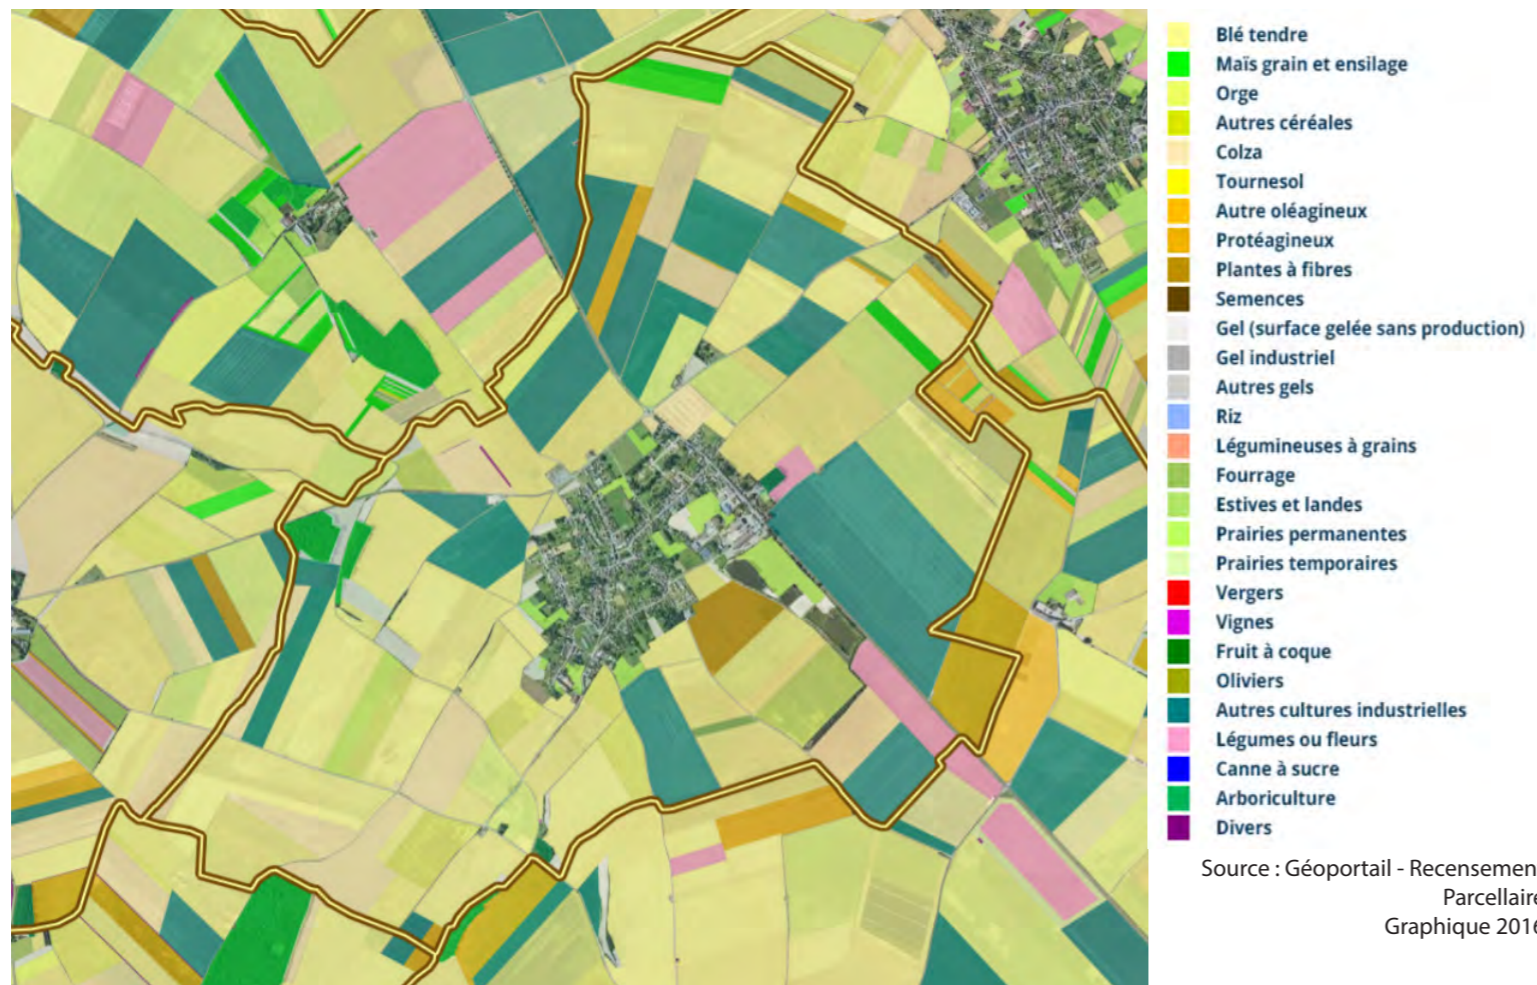 Blé tendre
Maïs grain et ensilage
Orge
Autres céréales
Colza
Tournesol
Autre oléagineux
Protéagineux
Plantes à fibres
Semences
Gel (surface gelée sans production)
Gel industriel
Autres gels
Riz
Légumineuses à grains
Fourrage
Estives et landes
Prairies permanentes
Prairies temporaires
Vergers
Vignes
Fruit à coque
Oliviers
Autres cultures industrielles
Légumes ou fleurs
Canne à sucre
Arboriculture
Divers
Source : Géoportail - Recensemen
Parcellaire
Graphique 2016